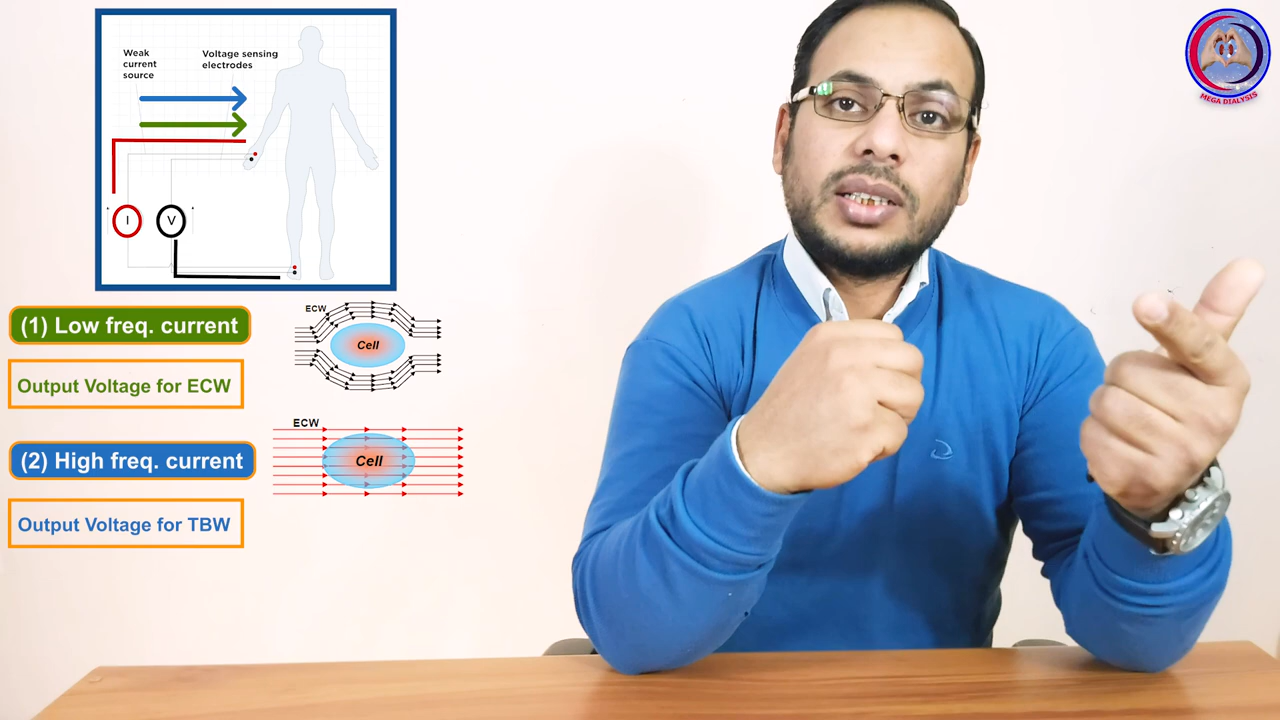 Weak
current
source
Voltage sensing
electrodes
I
V
(1) Low freq. current
ECW
Cell
Output Voltage for ECW
ECW
(2) High freq. current
Cell
Output Voltage for TBW
MEGA DIALYSIS